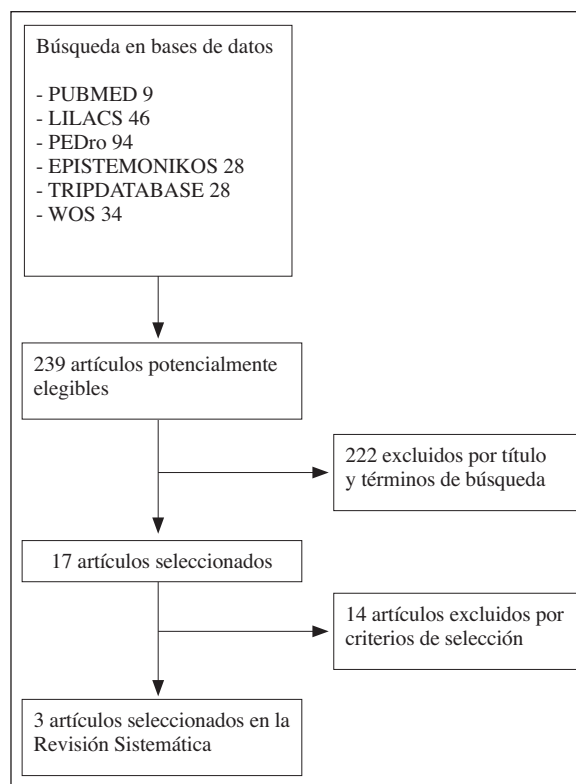 Búsqueda en bases de datos
- PUBMED 9
- LILACS 46
- PEDro 94
- EPISTEMONIKOS 28
- TRIPDATABASE 28
- WOS 34
239 artículos potencialmente
elegibles
222 excluidos por título
y términos de búsqueda
17 artículos seleccionados
14 artículos excluidos por
criterios de selección
3 artículos seleccionados en la
Revisión Sistemática